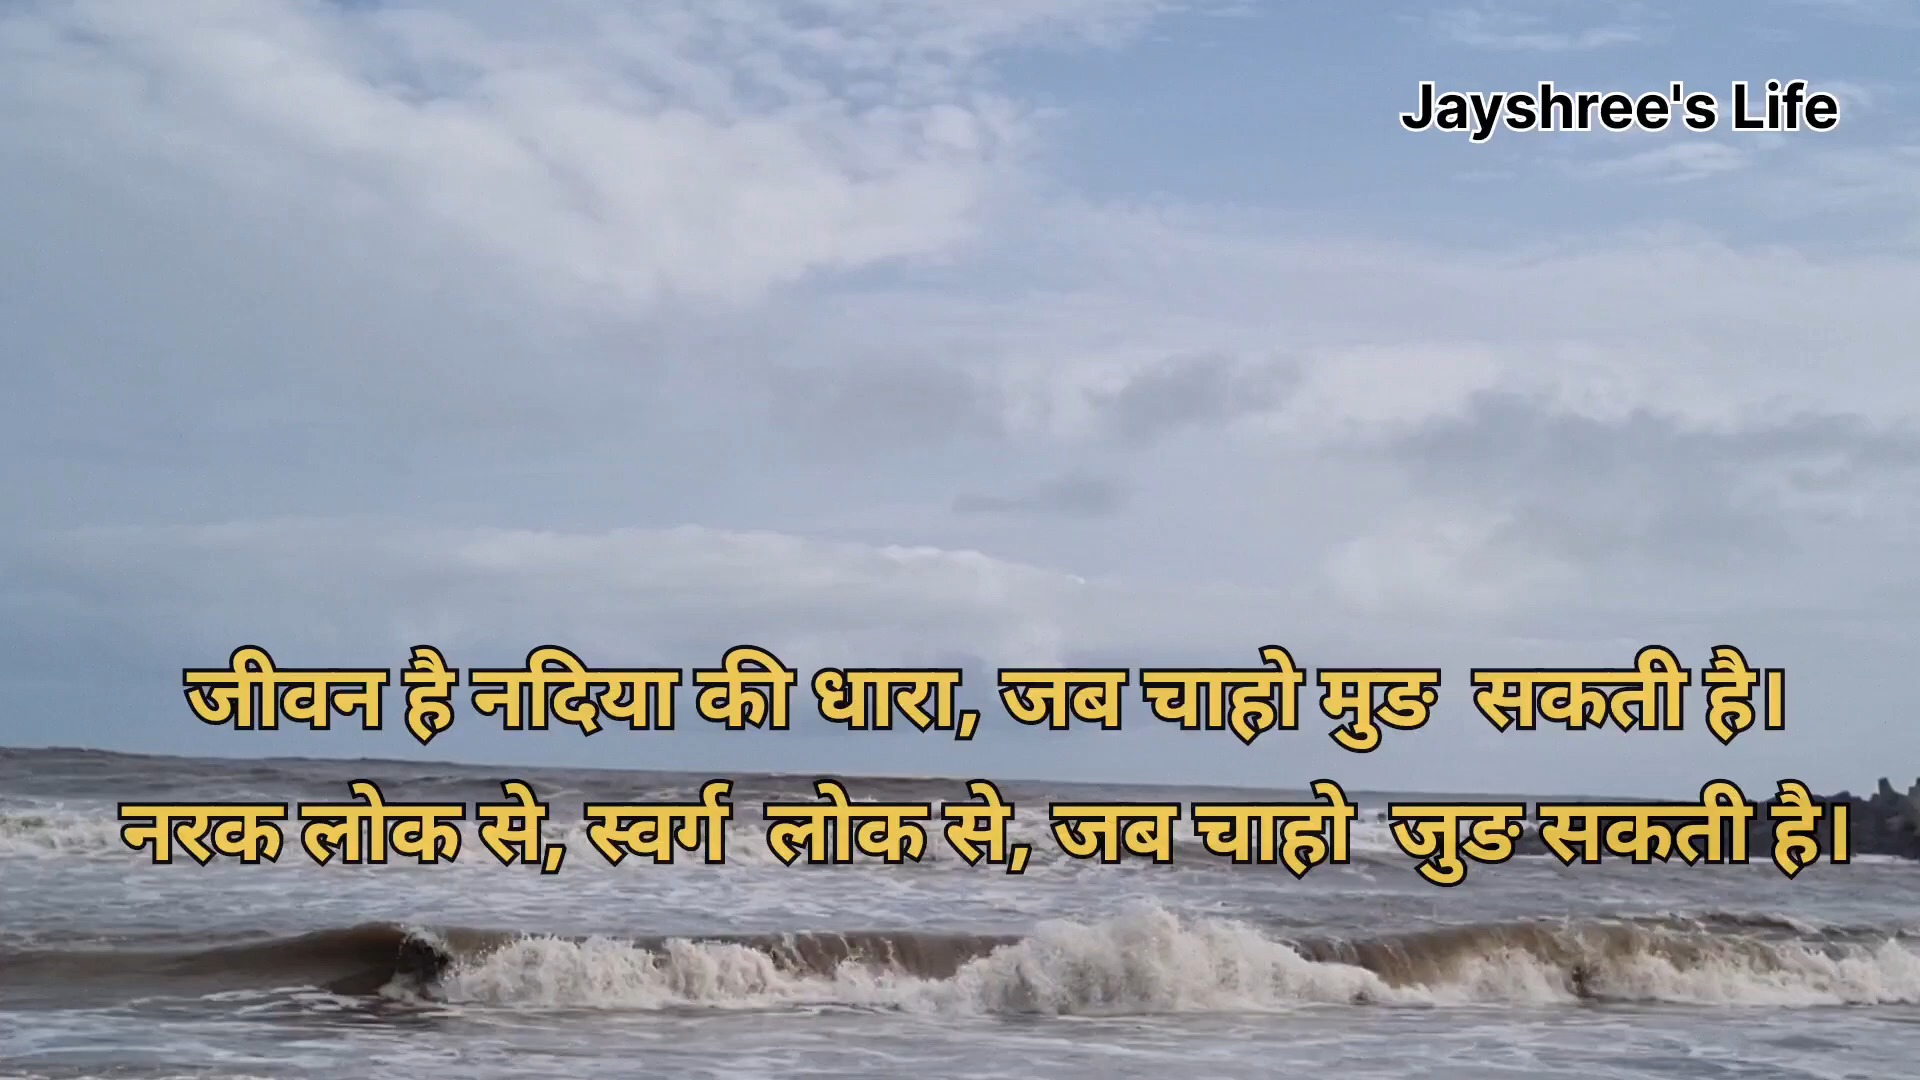 Jayshree's Life
जीवन है नदिया की धारा, जब चाहो मुङ सकती है।
नरक लोक से, स्वर्ग लोक से, जब चाहो जुङ सकती है।